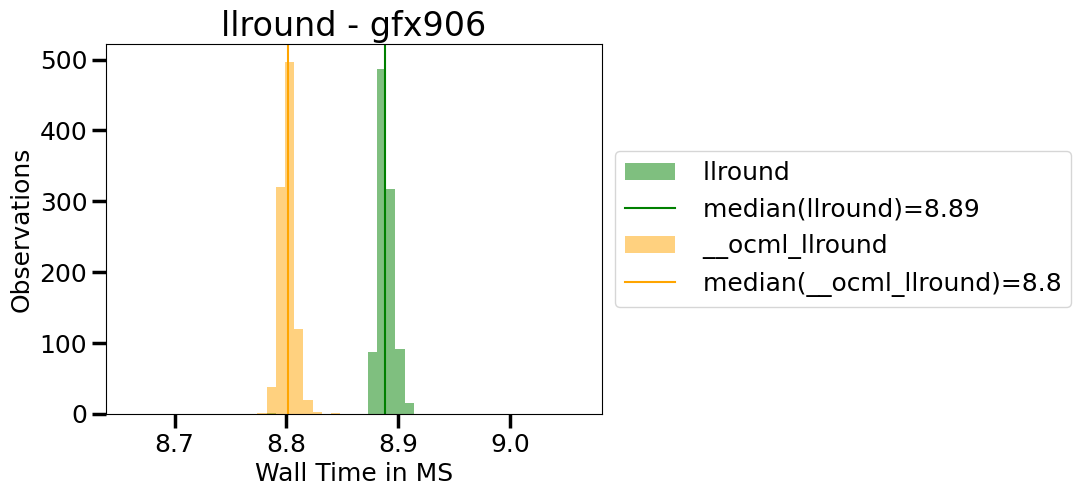 llround - gfx906
500
400
300
200
100
0
Observations
8.7
8.8
8.9
9.0
Wall Time in MS
llround
median(llround)=8.89
__ocml_llround
median(__ocml_llround)=8.8